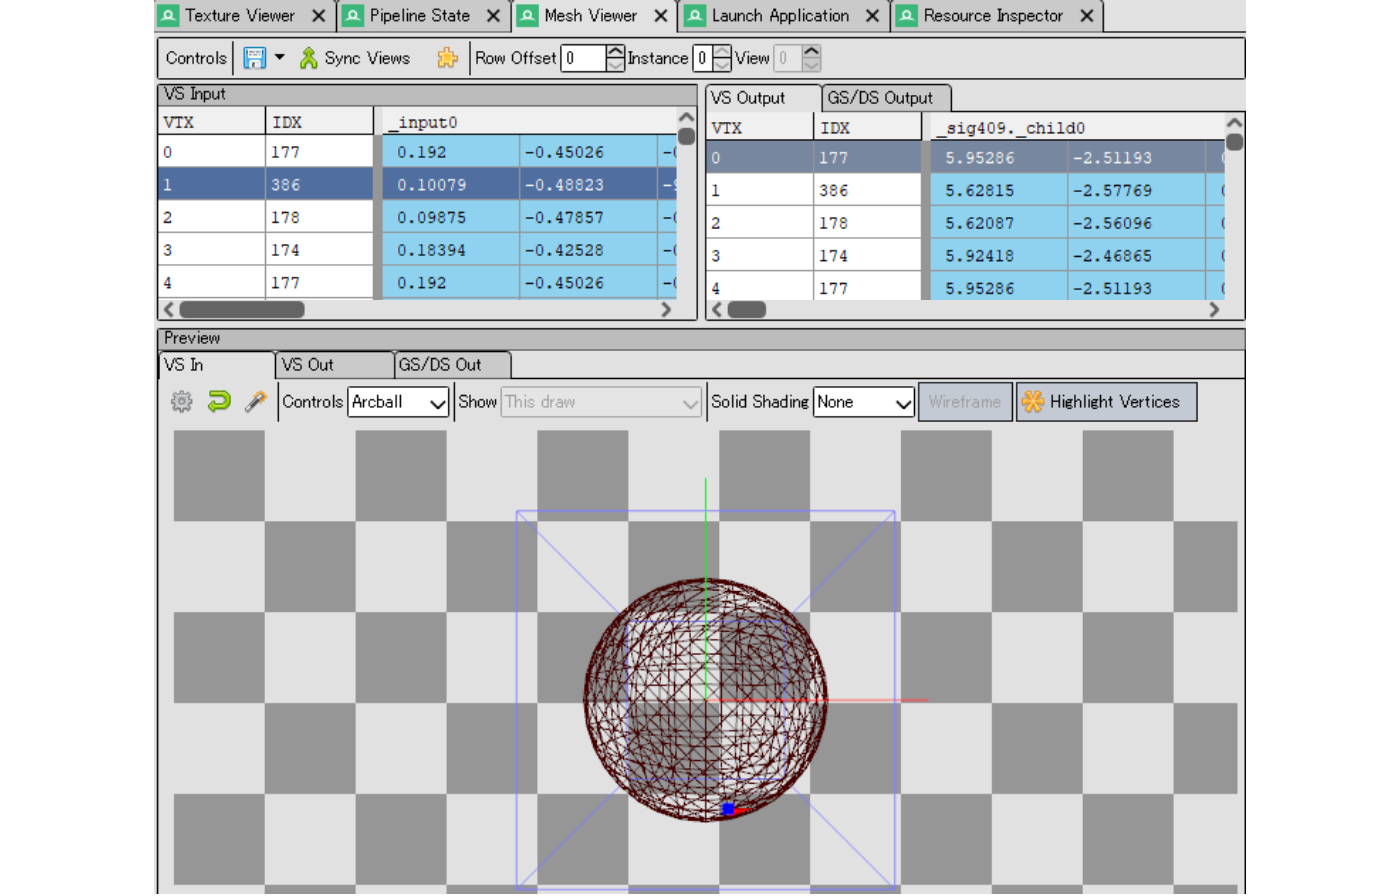 Texture Viewer X Pipeline State X Mesh Viewer X Launch Application X Resource Inspector X
Controls Sync Views Row Offset 0 Instance 0 View 0
VS Input
VTX IDX _input0
0 177 0.192 -0.45026
1 386 0.10079 -0.48823
2 178 0.09875 -0.47857
3 174 0.18394 -0.42528
4 177 0.192 -0.45026
VS Output GS/DS Output
VTX IDX _sig409._child0
0 177 5.95286 -2.51193
1 386 5.62815 -2.57769
2 178 5.62087 -2.56096
3 174 5.92418 -2.46865
4 177 5.95286 -2.51193
Preview
VS In VS Out GS/DS Out
Controls Arcball Show This draw Solid Shading None Wireframe Highlight Vertices